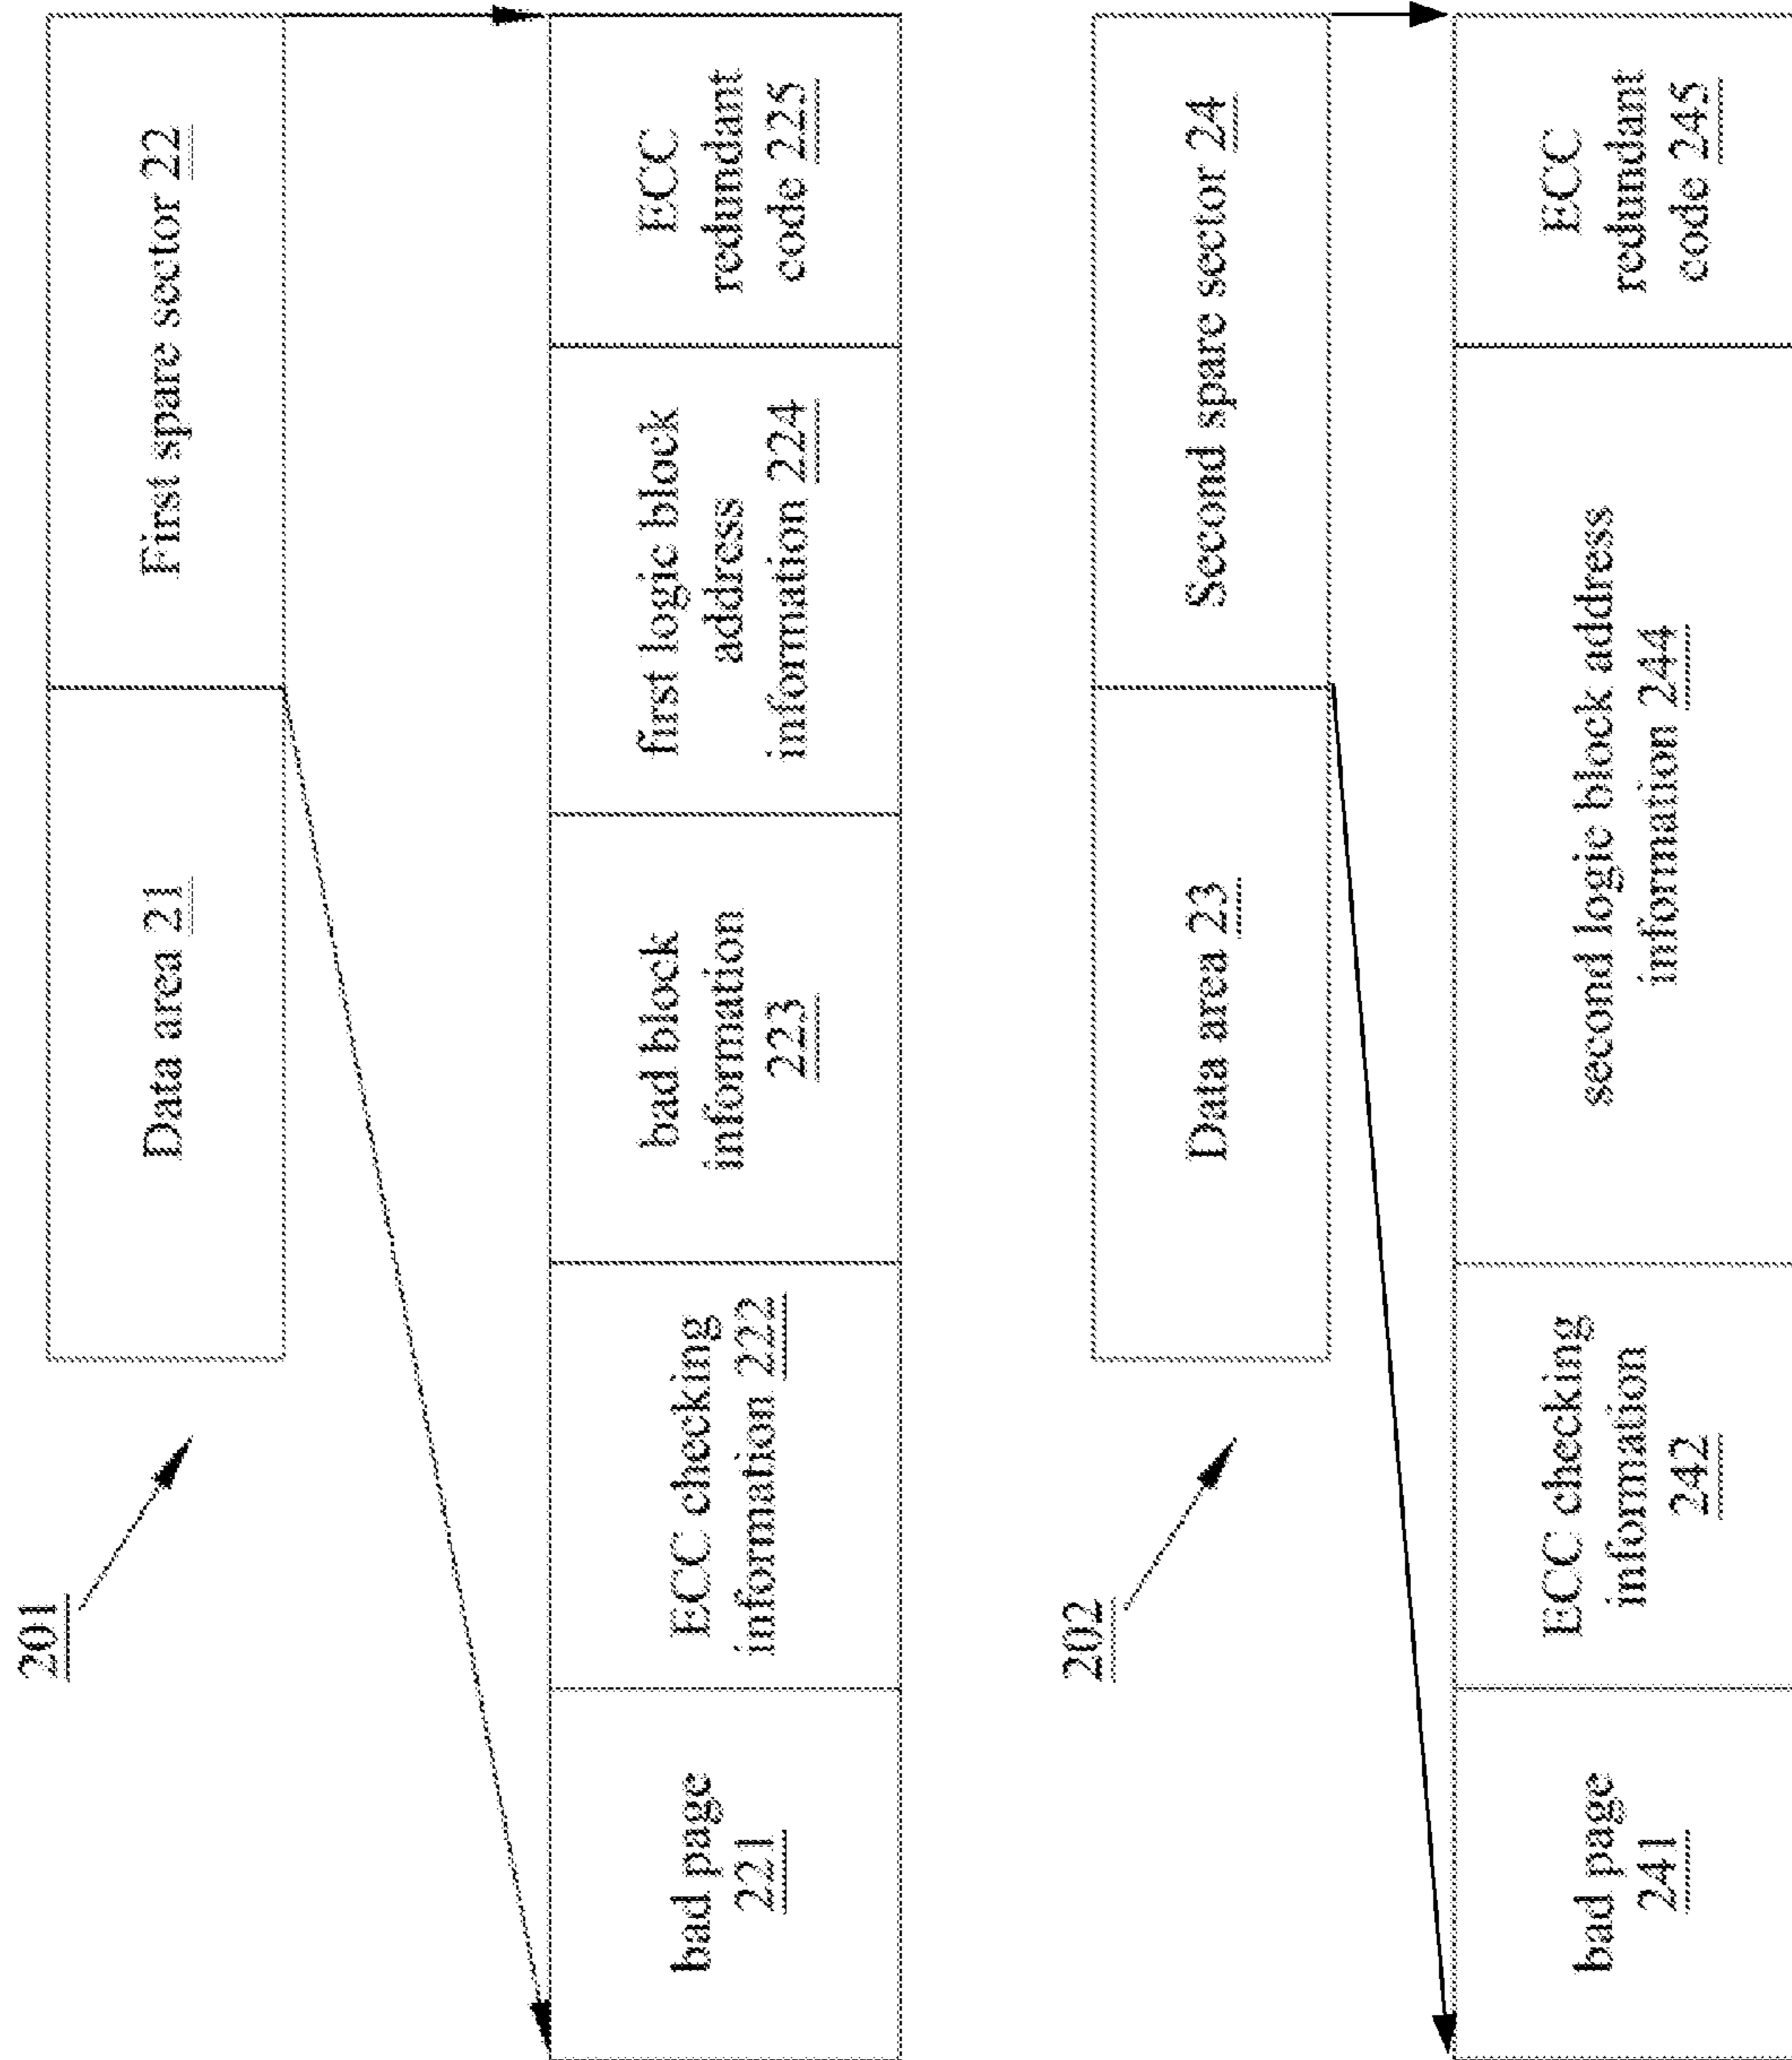 201
Data area 21
First spare sector 22
bad page
221
ECC checking
information 222
bad block
information
223
first logic block
address
information 224
ECC
redundant
code 225
202
Data area 23
Second spare sector 24
bad page
241
ECC checking
information
242
second logic block address
information 244
ECC
redundant
code 245